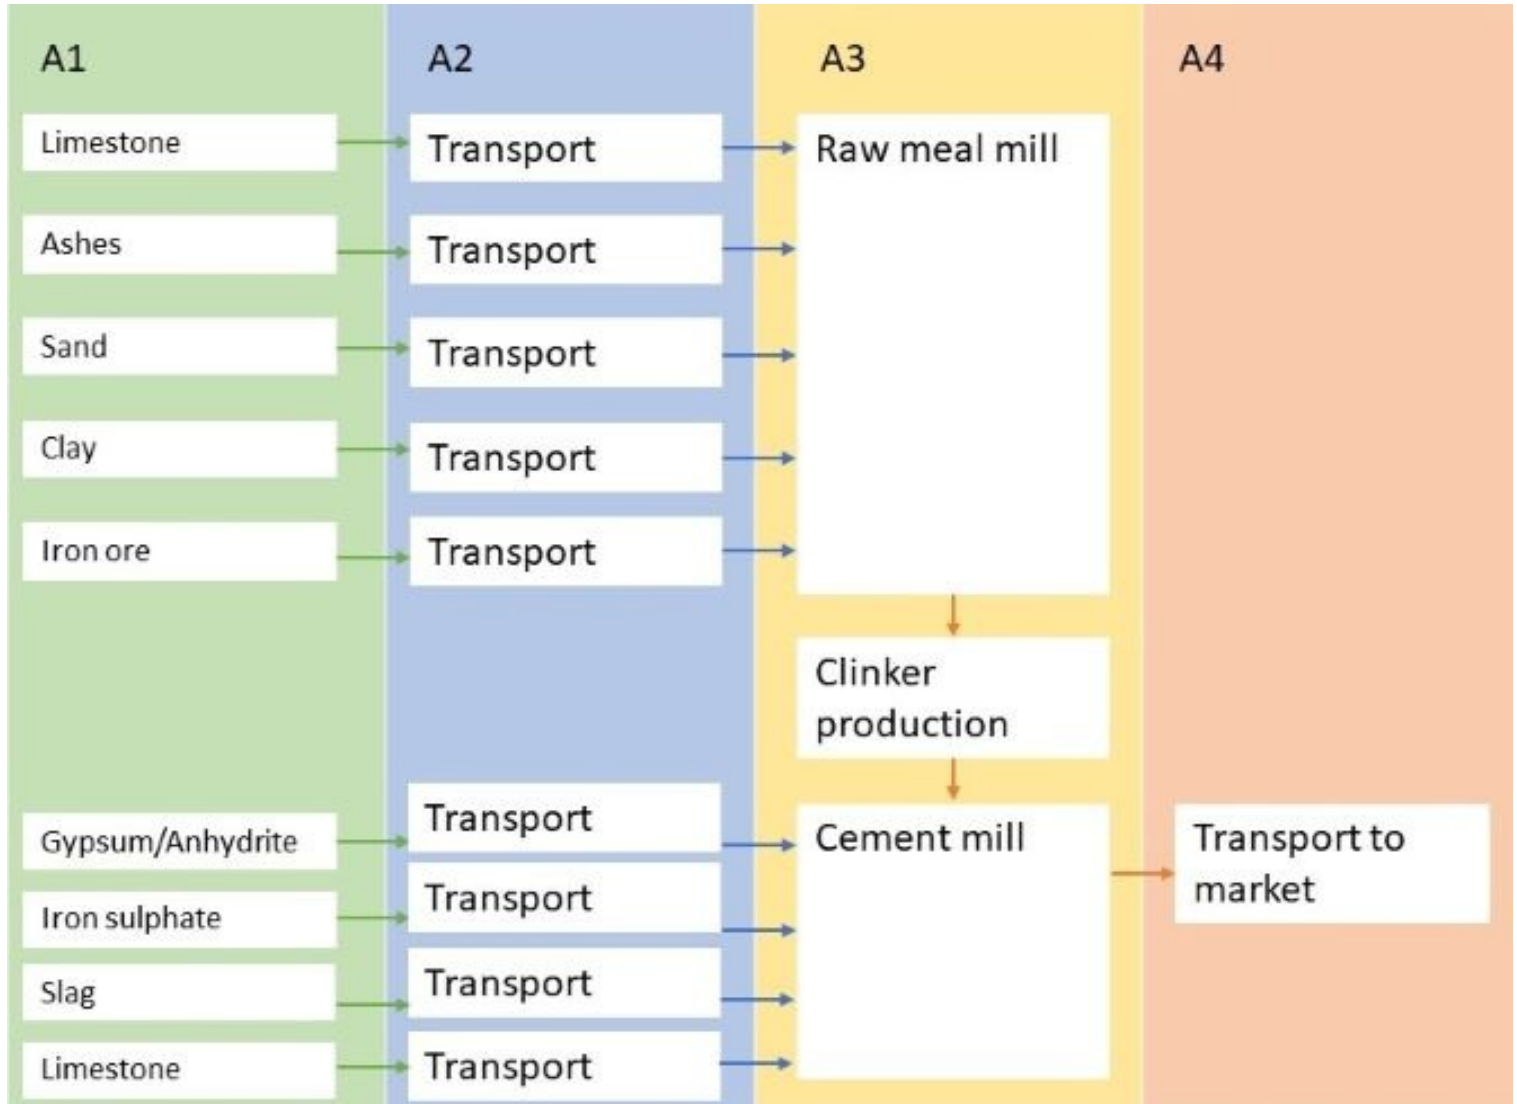 A1
A2
A3
A4
Limestone
Transport
Raw meal mill
Ashes
Transport
Sand
Transport
Clay
Transport
Iron ore
Transport
Clinker
production
Gypsum/Anhydrite
Transport
Cement mill
Transport to
market
Iron sulphate
Transport
Slag
Transport
Limestone
Transport